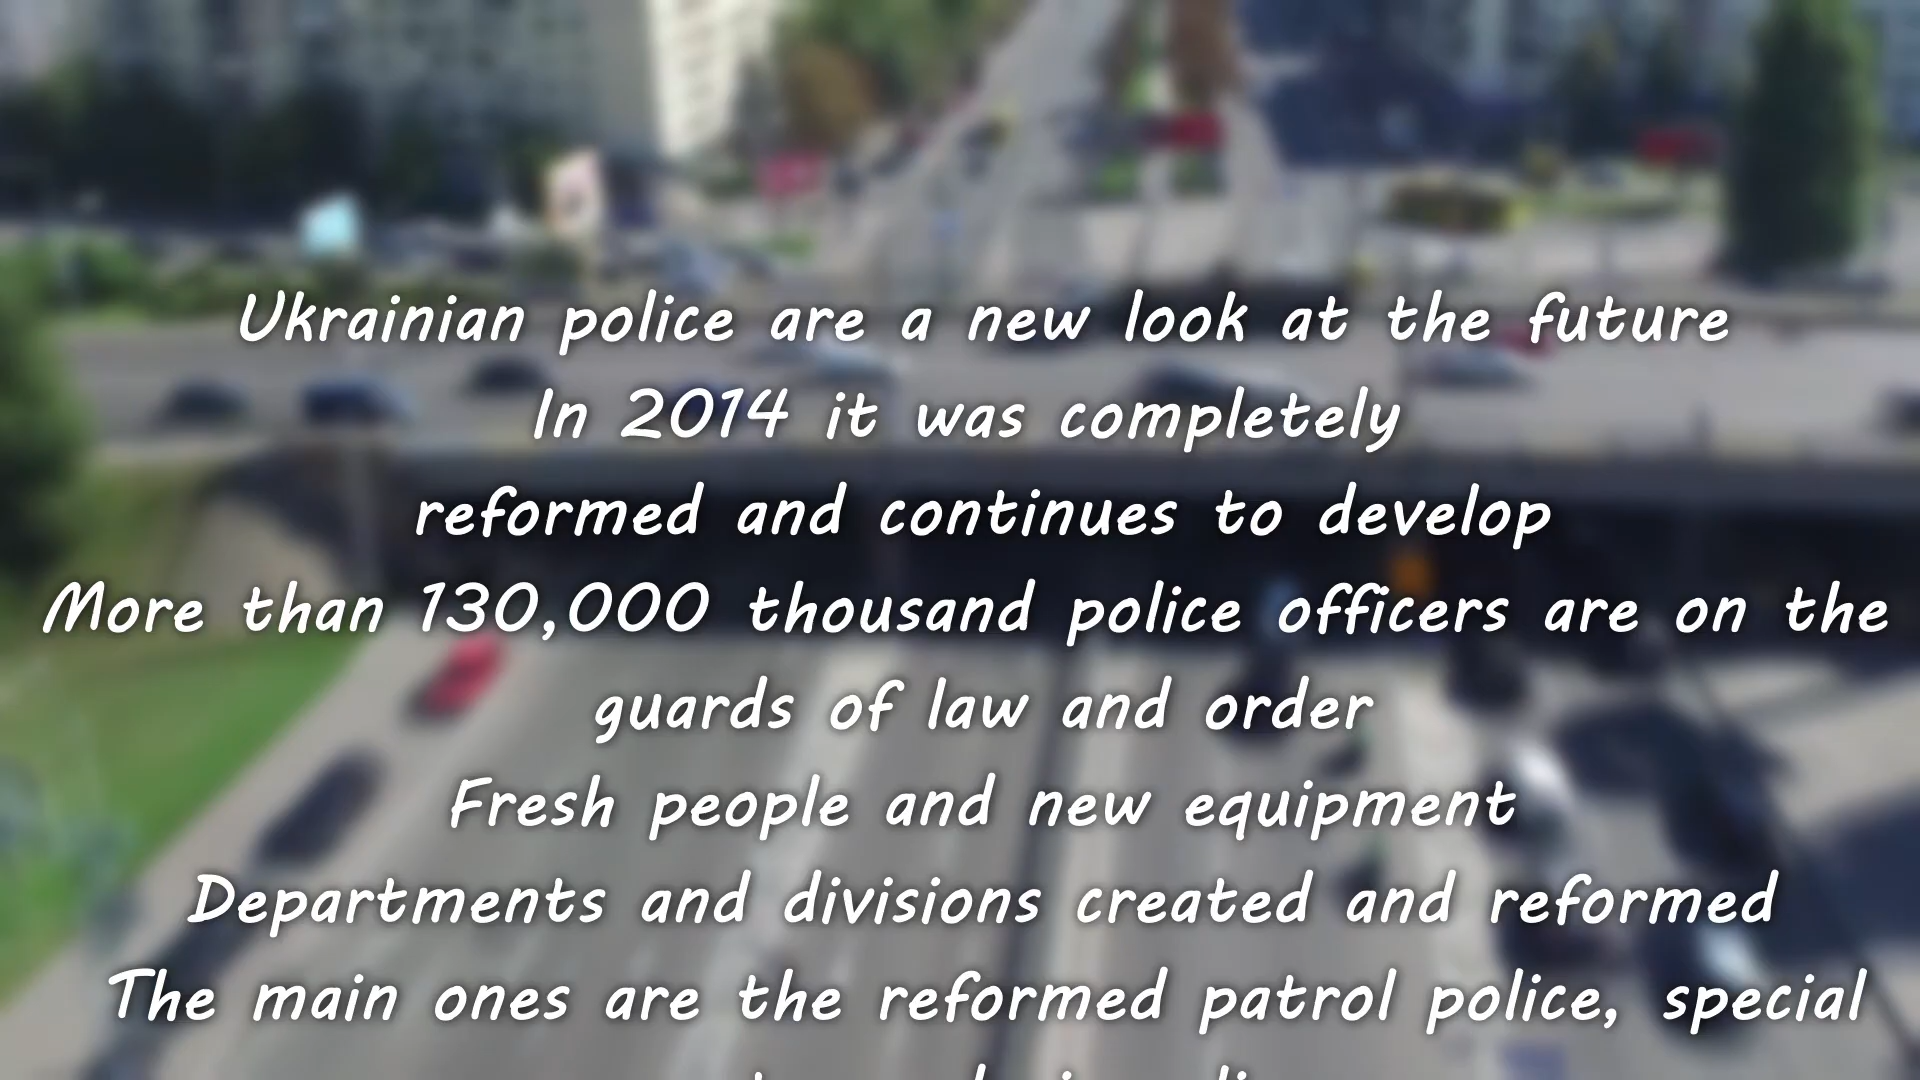 Ukrainian police are a new look at the future
In 2014 it was completely
reformed and continues to develop
More than 130,000 thousand police officers are on the
guards of law and order
Fresh people and new equipment
Departments and divisions created and reformed
The main ones are the reformed patrol police, special